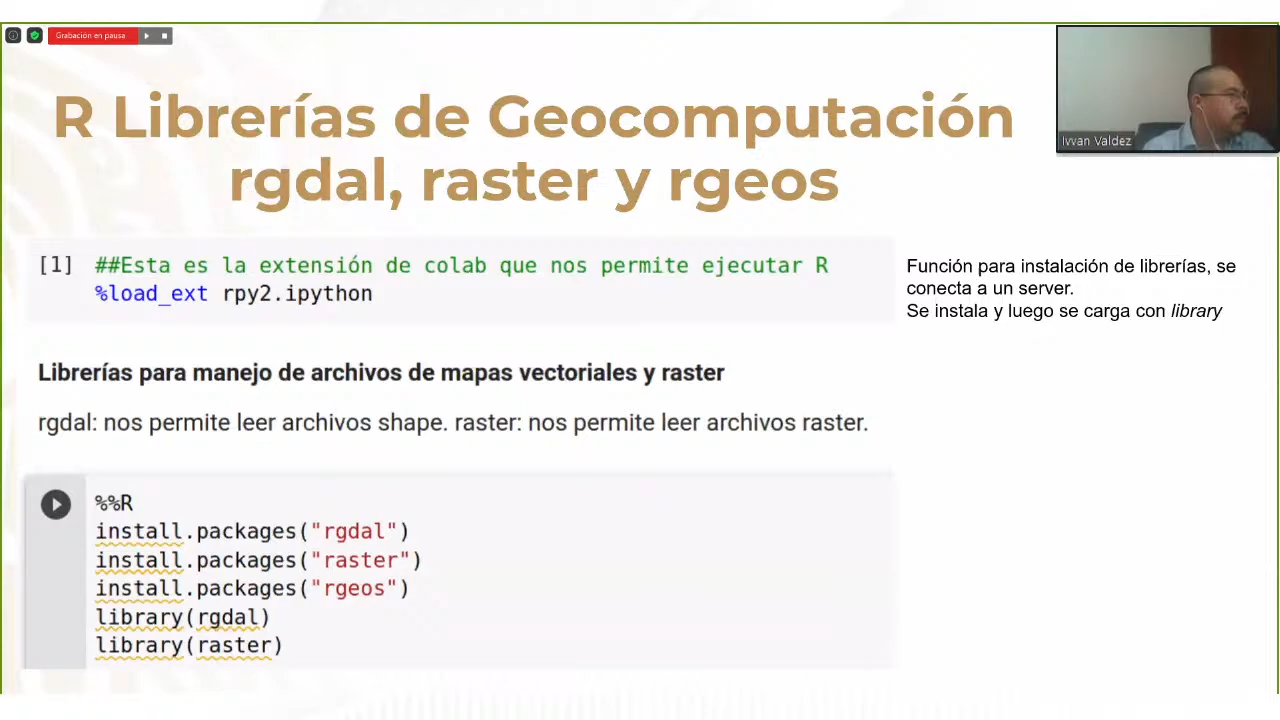 Grabación en pausa
R Librerías de Geocomputación
rgdal, raster y rgeos
Ivvan Valdez
[1] ##Esta es la extensión de colab que nos permite ejecutar R
%load_ext rpy2.ipython
Función para instalación de librerías, se
conecta a un server.
Se instala y luego se carga con library
Librerías para manejo de archivos de mapas vectoriales y raster
rgdal: nos permite leer archivos shape. raster: nos permite leer archivos raster.
%%R
install.packages("rgdal")
install.packages("raster")
install.packages("rgeos")
library(rgdal)
library(raster)